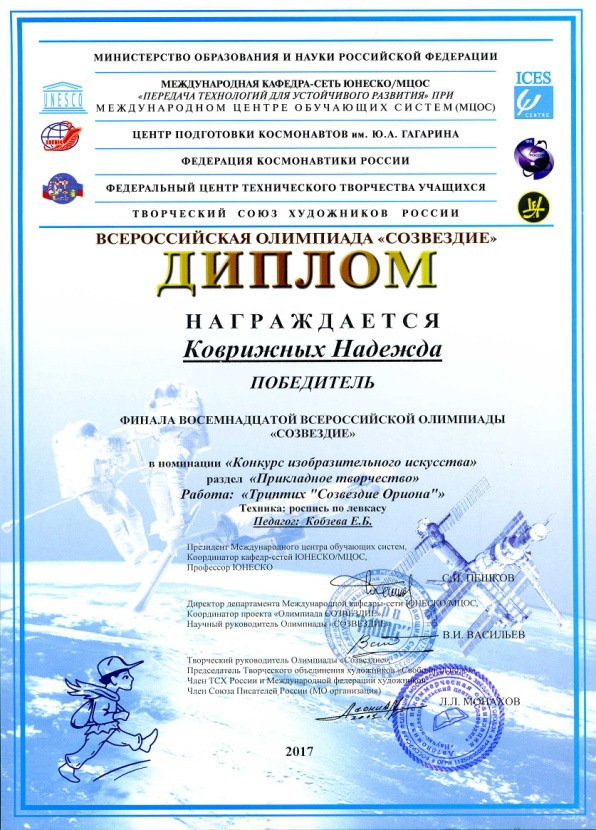 МИНИСТЕРСТВО ОБРАЗОВАНИЯ И НАУКИ РОССИЙСКОЙ ФЕДЕРАЦИИ
МЕЖДУНАРОДНАЯ КАФЕДРА-СЕТЬ ЮНЕСКО/МЦОС
«ПЕРЕДАЧА ТЕХНОЛОГИЙ ДЛЯ УСТОЙЧИВОГО РАЗВИТИЯ» ПРИ
МЕЖДУНАРОДНОМ ЦЕНТРЕ ОБУЧАЮЩИХ СИСТЕМ (МЦОС)
UNESCO
ICES
CENTRE
ЦЕНТР ПОДГОТОВКИ КОСМОНАВТОВ им. Ю.А. ГАГАРИНА
ФЕДЕРАЦИЯ КОСМОНАВТИКИ РОССИИ
ФЕДЕРАЛЬНЫЙ ЦЕНТР ТЕХНИЧЕСКОГО ТВОРЧЕСТВА УЧАЩИХСЯ
ТВОРЧЕСКИЙ СОЮЗ ХУДОЖНИКОВ РОССИИ
ВСЕРОССИЙСКАЯ ОЛИМПИАДА «СОЗВЕЗДИЕ»
ДИПЛОМ
НАГРАЖДАЕТСЯ
Коврижных Надежда
ПОБЕДИТЕЛЬ
ФИНАЛА ВОСЕМНАДЦАТОЙ ВСЕРОССИЙСКОЙ ОЛИМПИАДЫ
«СОЗВЕЗДИЕ»
в номинации «Конкурс изобразительного искусства»
раздел «Прикладное творчество»
Работа: «Триптих "Созвездие Ориона"»
Техника: роспись по левкасу
Педагог: Кобзева Е.Б.
Президент Международного центра обучающих систем,
Координатор кафедр-сетей ЮНЕСКО/МЦОС,
Профессор ЮНЕСКО
С.И. ПЕШКОВ
Директор департамента Международной кафедры-сети ЮНЕСКО/МЦОС,
Координатор проекта «Олимпиада СОЗВЕЗДИЕ»
Научный руководитель Олимпиады «СОЗВЕЗДИЕ»
В.И. ВАСИЛЬЕВ
Творческий руководитель Олимпиады «Созвездие»,
Председатель Творческого объединения художников
Член ТСХ России и Международной федерации художников
Член Союза Писателей России (МО организация)
Л.Л. МОНАХОВ
2017